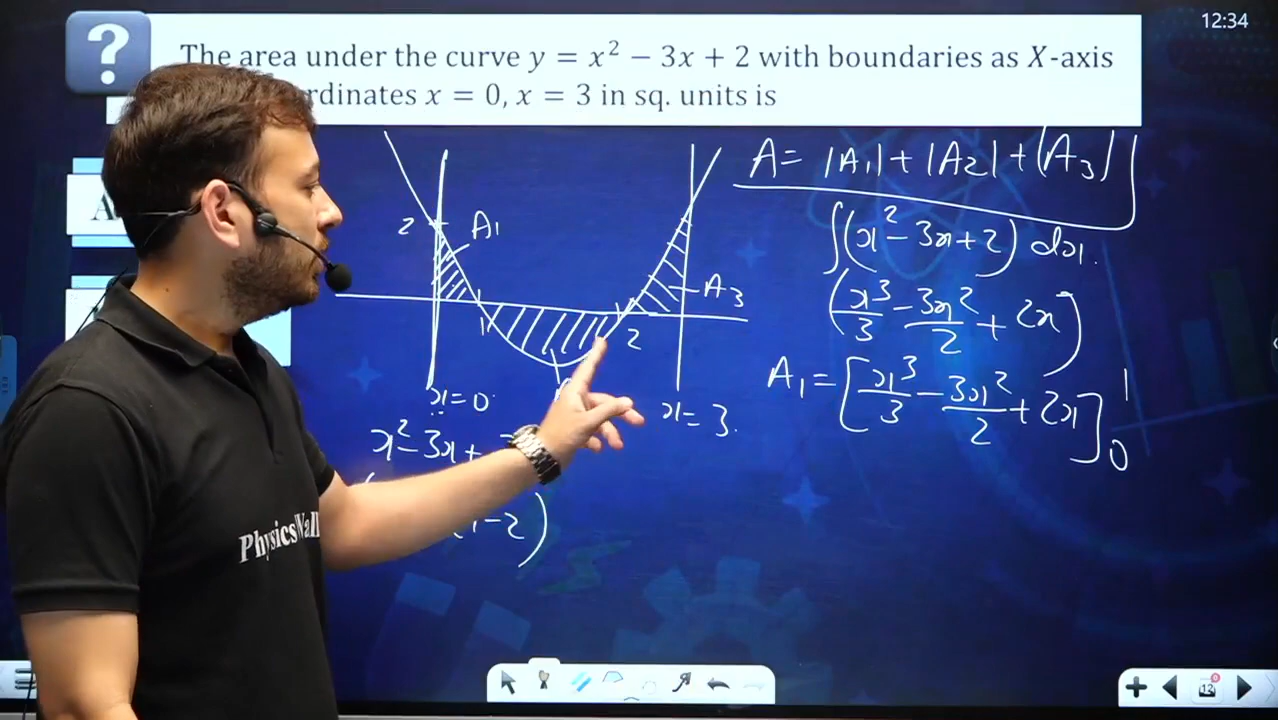 12:34
?
The area under the curve y = x² − 3x + 2 with boundaries as X-axis
rdinates x = 0, x = 3 in sq. units is
A = |A₁| + |A₂| + |A₃|
∫(x² − 3x + 2) dx.
(x³/3 − 3x²/2 + 2x)
A₁ = [x³/3 − 3x²/2 + 2x]₀¹
2
A₁
A₃
1
2
x = 0
x = 3.
x² − 3x +
− 2)
A
PhysicsWall
13